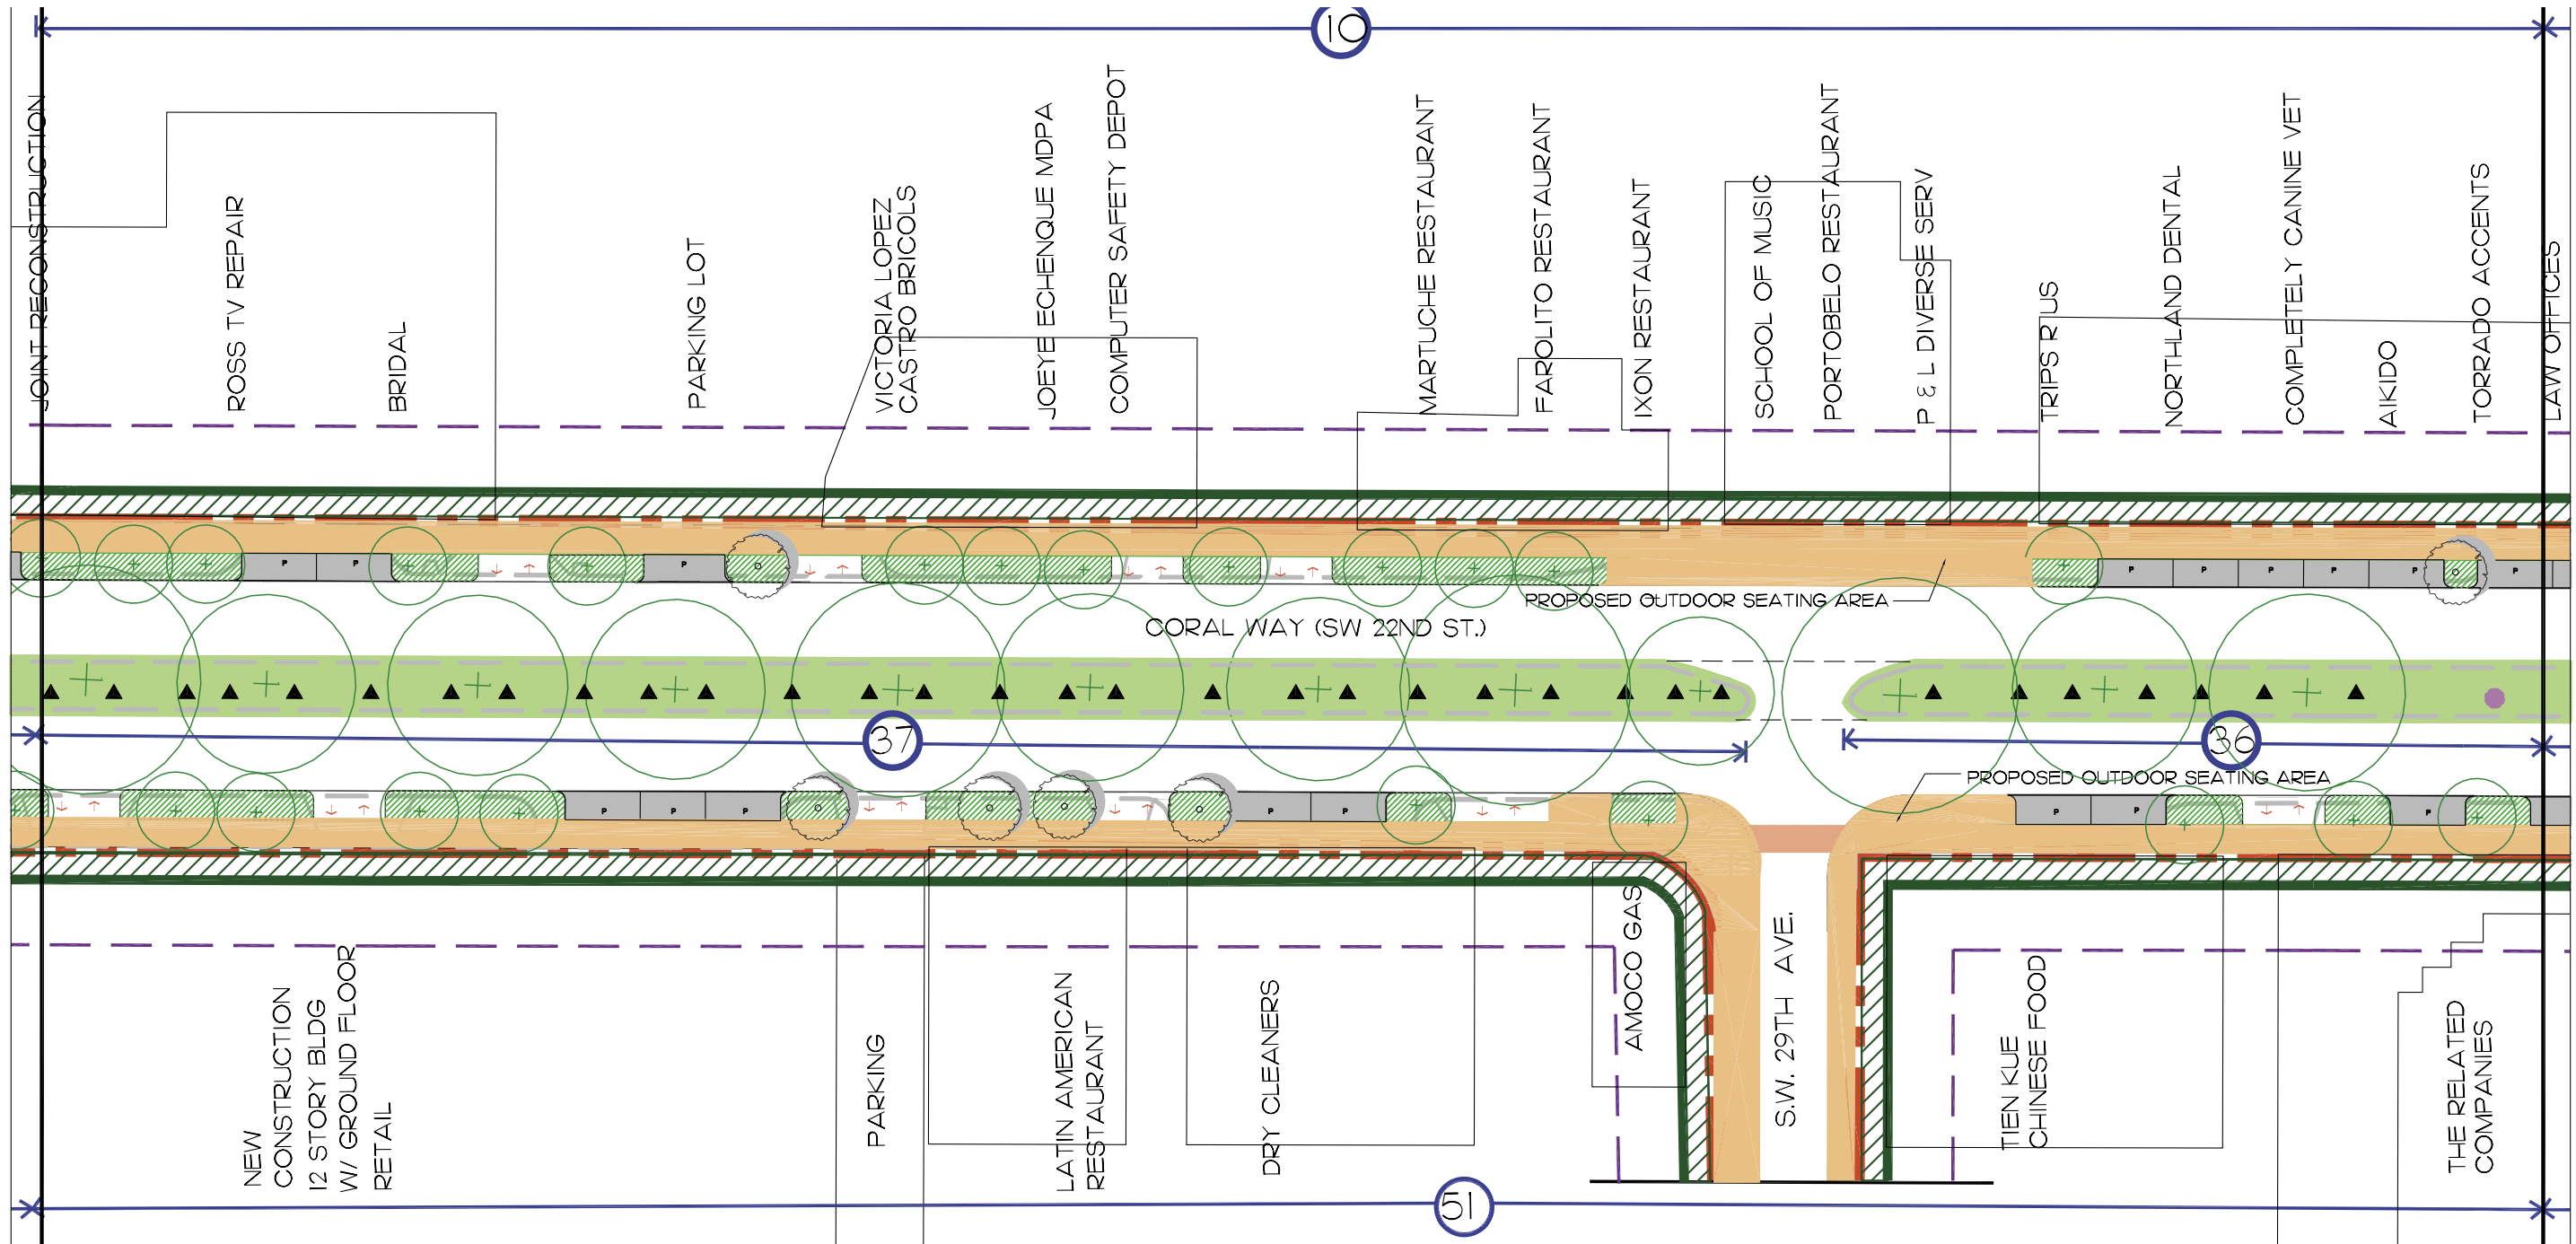 10
JOINT RECONSTRUCTION
ROSS TV REPAIR
BRIDAL
PARKING LOT
VICTORIA LOPEZ
CASTRO BRICOLS
JOEYE ECHENQUE MDPA
COMPUTER SAFETY DEPOT
MARTUCHE RESTAURANT
FAROLITO RESTAURANT
IXON RESTAURANT
SCHOOL OF MUSIC
PORTOBELO RESTAURANT
P & L DIVERSE SERV
TRIPS R US
NORTHLAND DENTAL
COMPLETELY CANINE VET
AIKIDO
TORRADO ACCENTS
LAW OFFICES
P
P
P
P
P
P
P
P
P
PROPOSED OUTDOOR SEATING AREA
CORAL WAY (SW 22ND ST.)
37
36
PROPOSED OUTDOOR SEATING AREA
P
P
P
P
P
P
P
P
NEW
CONSTRUCTION
12 STORY BLDG
W/ GROUND FLOOR
RETAIL
PARKING
LATIN AMERICAN
RESTAURANT
DRY CLEANERS
AMOCO GAS
S.W. 29TH AVE.
TIEN KUE
CHINESE FOOD
THE RELATED
COMPANIES
51